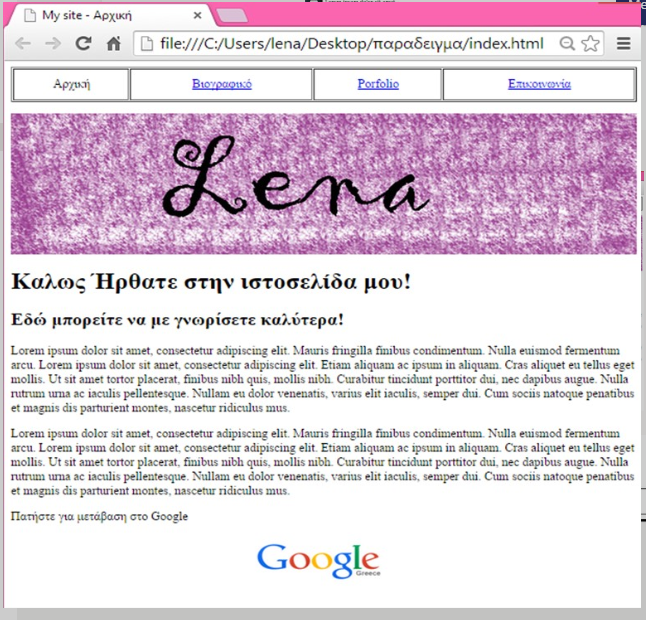 My site - Αρχική
file:///C:/Users/lena/Desktop/παραδειγμα/index.html
Αρχική Βιογραφικό Porfolio Επικοινωνία
Lena
Καλως Ήρθατε στην ιστοσελίδα μου!
Εδώ μπορείτε να με γνωρίσετε καλύτερα!
Lorem ipsum dolor sit amet, consectetur adipiscing elit. Mauris fringilla finibus condimentum. Nulla euismod fermentum
arcu. Lorem ipsum dolor sit amet, consectetur adipiscing elit. Etiam aliquam ac ipsum in aliquam. Cras aliquet eu tellus eget
mollis. Ut sit amet tortor placerat, finibus nibh quis, mollis nibh. Curabitur tincidunt porttitor dui, nec dapibus augue. Nulla
rutrum urna ac iaculis pellentesque. Nullam eu dolor venenatis, varius elit iaculis, semper dui. Cum sociis natoque penatibus
et magnis dis parturient montes, nascetur ridiculus mus.
Lorem ipsum dolor sit amet, consectetur adipiscing elit. Mauris fringilla finibus condimentum. Nulla euismod fermentum
arcu. Lorem ipsum dolor sit amet, consectetur adipiscing elit. Etiam aliquam ac ipsum in aliquam. Cras aliquet eu tellus eget
mollis. Ut sit amet tortor placerat, finibus nibh quis, mollis nibh. Curabitur tincidunt porttitor dui, nec dapibus augue. Nulla
rutrum urna ac iaculis pellentesque. Nullam eu dolor venenatis, varius elit iaculis, semper dui. Cum sociis natoque penatibus
et magnis dis parturient montes, nascetur ridiculus mus.
Πατήστε για μετάβαση στο Google
Google
Greece